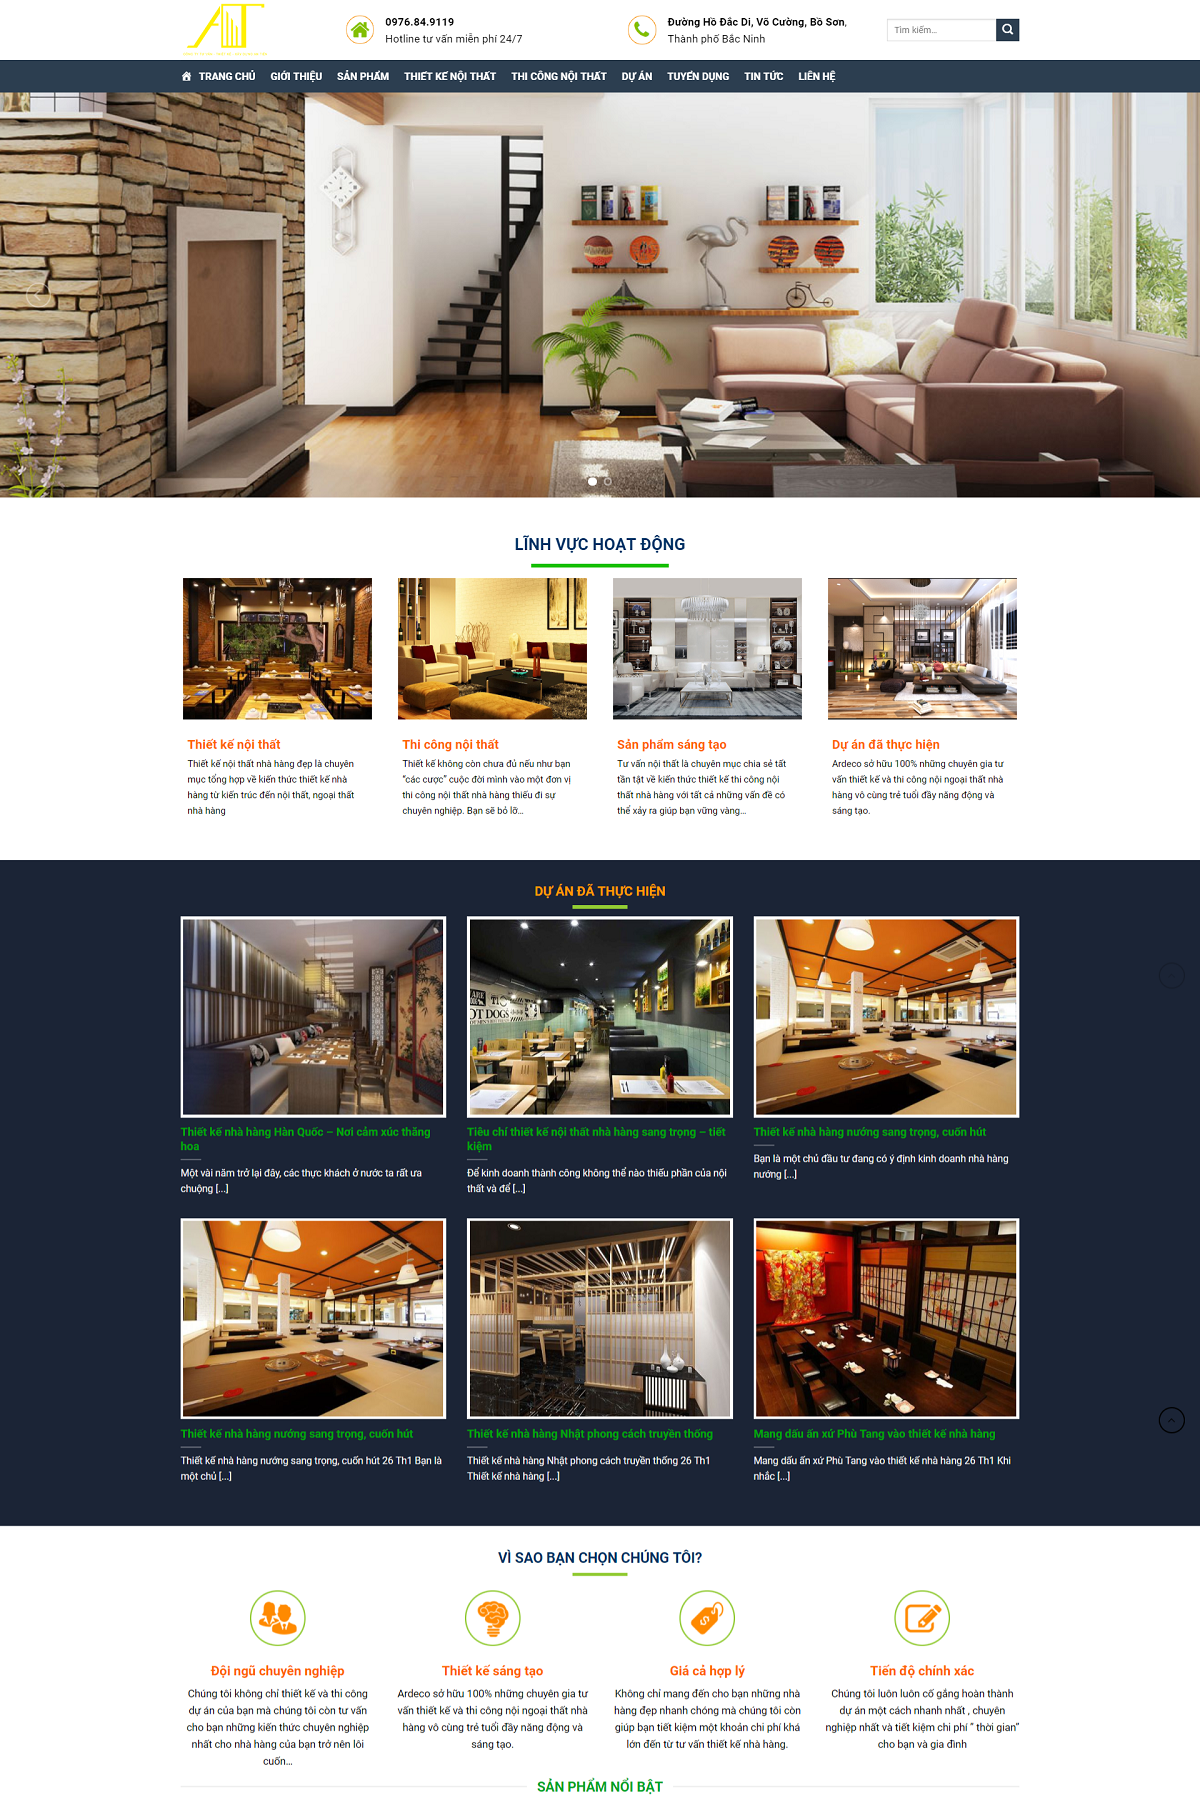 0976.84.9119
Hotline tư vấn miễn phí 24/7
Đường Hồ Đắc Di, Võ Cường, Bồ Sơn,
Thành phố Bắc Ninh
Tìm kiếm...
TRANG CHỦ GIỚI THIỆU SẢN PHẨM THIẾT KẾ NỘI THẤT THI CÔNG NỘI THẤT DỰ ÁN TUYỂN DỤNG TIN TỨC LIÊN HỆ
LĨNH VỰC HOẠT ĐỘNG
Thiết kế nội thất
Thiết kế nội thất nhà hàng đẹp là chuyên
mục tổng hợp về kiến thức thiết kế nhà
hàng từ kiến trúc đến nội thất, ngoại thất
nhà hàng
Thi công nội thất
Thiết kế không còn chưa đủ nếu như bạn
“các cược” cuộc đời mình vào một đơn vị
thi công nội thất nhà hàng thiếu đi sự
chuyên nghiệp. Bạn sẽ bỏ lỡ...
Sản phẩm sáng tạo
Tư vấn nội thất là chuyên mục chia sẻ tất
tần tật về kiến thức thiết kế thi công nội
thất nhà hàng với tất cả những vấn đề có
thể xảy ra giúp bạn vững vàng...
Dự án đã thực hiện
Ardeco sở hữu 100% những chuyên gia tư
vấn thiết kế và thi công nội ngoại thất nhà
hàng vô cùng trẻ tuổi đầy năng động và
sáng tạo.
DỰ ÁN ĐÃ THỰC HIỆN
OT DOGS
Thiết kế nhà hàng Hàn Quốc – Nơi cảm xúc thăng
hoa
Một vài năm trở lại đây, các thực khách ở nước ta rất ưa
chuộng [...]
Tiêu chí thiết kế nội thất nhà hàng sang trọng – tiết
kiệm
Để kinh doanh thành công không thể nào thiếu phần của nội
thất và để [...]
Thiết kế nhà hàng nướng sang trọng, cuốn hút
Bạn là một chủ đầu tư đang có ý định kinh doanh nhà hàng
nướng [...]
Thiết kế nhà hàng nướng sang trọng, cuốn hút
Thiết kế nhà hàng nướng sang trọng, cuốn hút 26 Th1 Bạn là
một chủ [...]
Thiết kế nhà hàng Nhật phong cách truyền thống
Thiết kế nhà hàng Nhật phong cách truyền thống 26 Th1
Thiết kế nhà hàng [...]
Mang dấu ấn xứ Phù Tang vào thiết kế nhà hàng
Mang dấu ấn xứ Phù Tang vào thiết kế nhà hàng 26 Th1 Khi
nhắc [...]
VÌ SAO BẠN CHỌN CHÚNG TÔI?
Đội ngũ chuyên nghiệp
Chúng tôi không chỉ thiết kế và thi công
dự án của bạn mà chúng tôi còn tư vấn
cho bạn những kiến thức chuyên nghiệp
nhất cho nhà hàng của bạn trở nên lôi
cuốn...
Thiết kế sáng tạo
Ardeco sở hữu 100% những chuyên gia tư
vấn thiết kế và thi công nội ngoại thất nhà
hàng vô cùng trẻ tuổi đầy năng động và
sáng tạo.
Giá cả hợp lý
Không chỉ mang đến cho bạn những nhà
hàng đẹp nhanh chóng mà chúng tôi còn
giúp bạn tiết kiệm một khoản chi phí khá
lớn đến từ tư vấn thiết kế nhà hàng.
Tiến độ chính xác
Chúng tôi luôn luôn cố gắng hoàn thành
dự án một cách nhanh nhất , chuyên
nghiệp nhất và tiết kiệm chi phí ” thời gian”
cho bạn và gia đình
SẢN PHẨM NỔI BẬT